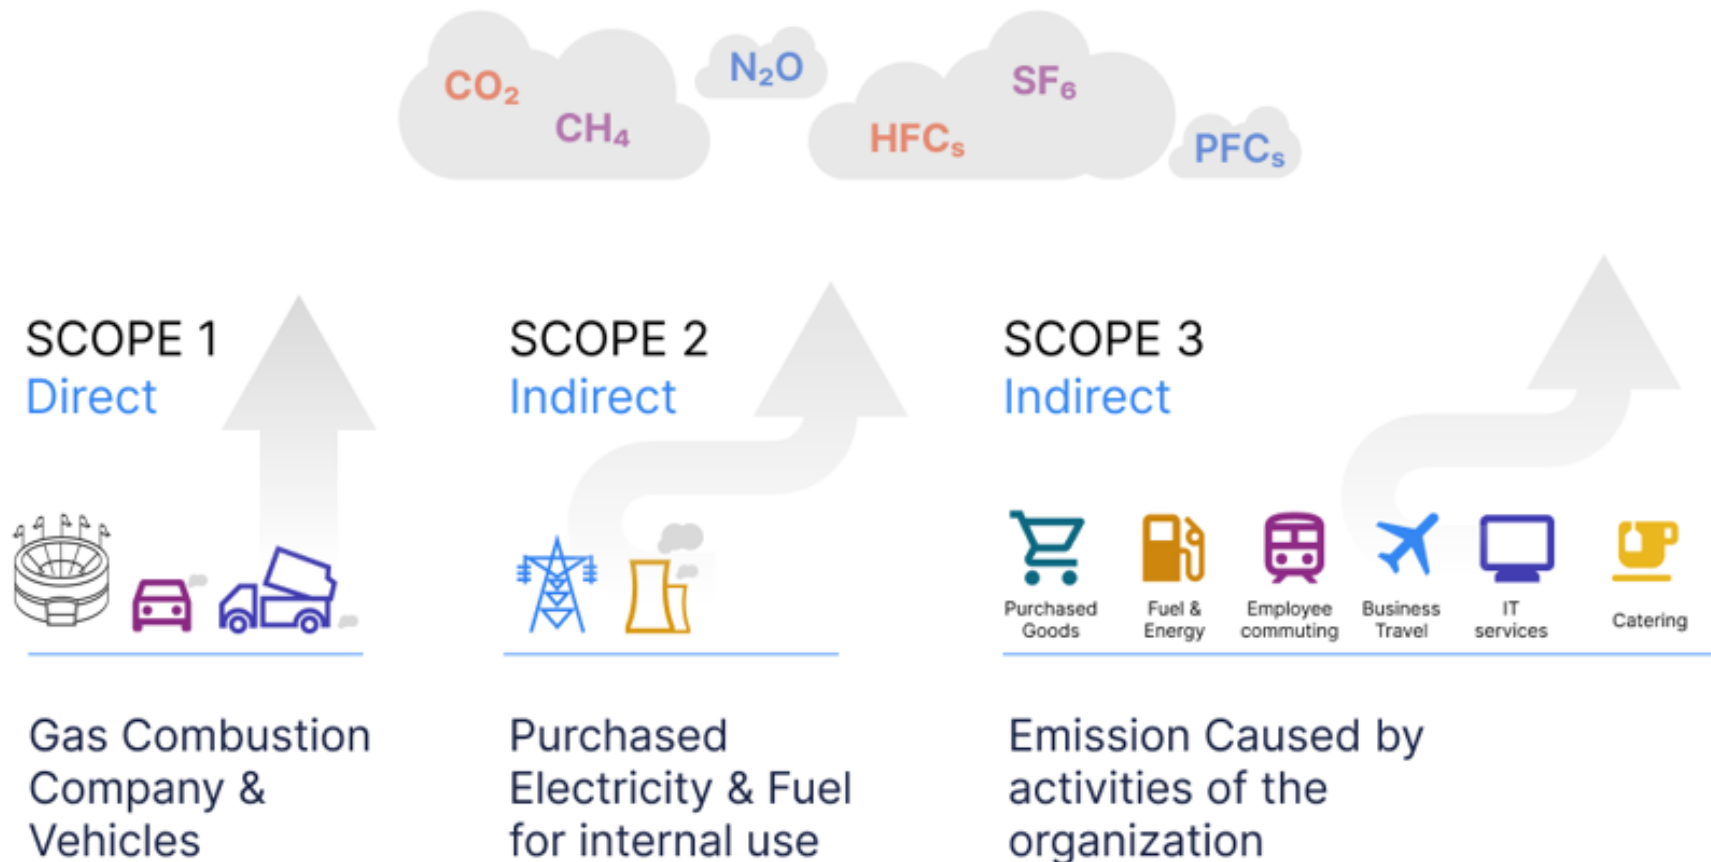 CO₂
CH₄
N₂O
SF₆
HFCₛ
PFCₛ
SCOPE 1
Direct
SCOPE 2
Indirect
SCOPE 3
Indirect
Purchased
Goods
Fuel &
Energy
Employee
commuting
Business
Travel
IT
services
Catering
Gas Combustion
Company &
Vehicles
Purchased
Electricity & Fuel
for internal use
Emission Caused by
activities of the
organization